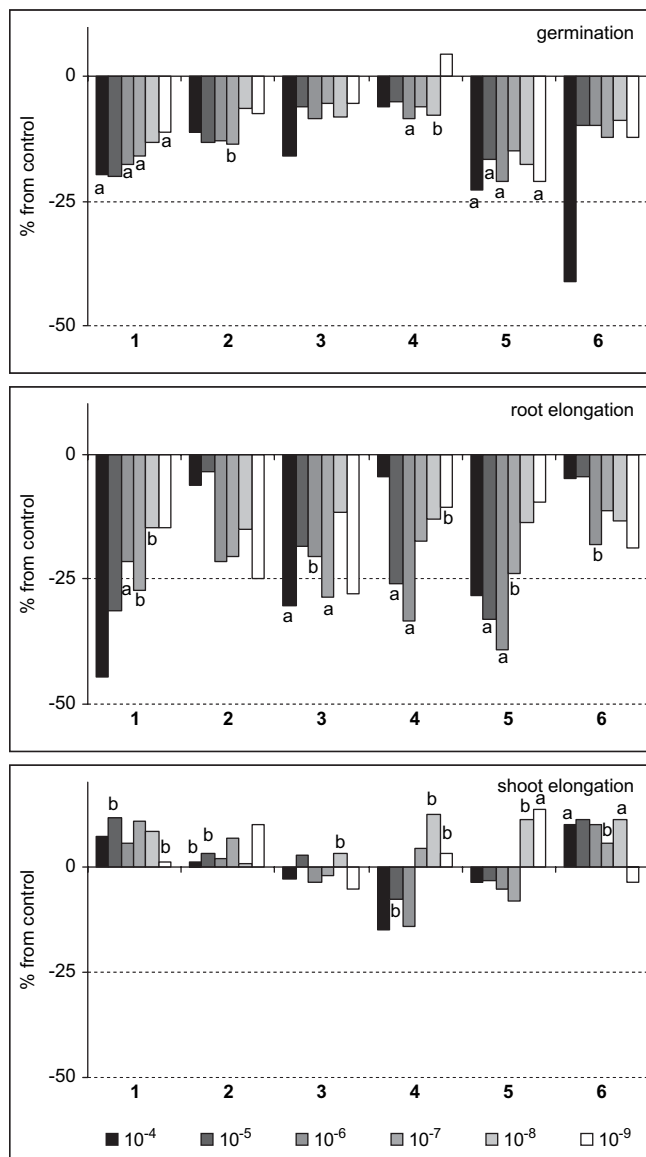 germination
0
% from control
a a a a b a b a a a a
-25
-50
1 2 3 4 5 6
root elongation
0
% from control
a b b a b a a a b a a b b
-25
-50
1 2 3 4 5 6
shoot elongation
b b b b b b b b b a a b a
0
% from control
-25
-50
1 2 3 4 5 6
10⁻⁴ 10⁻⁵ 10⁻⁶ 10⁻⁷ 10⁻⁸ 10⁻⁹